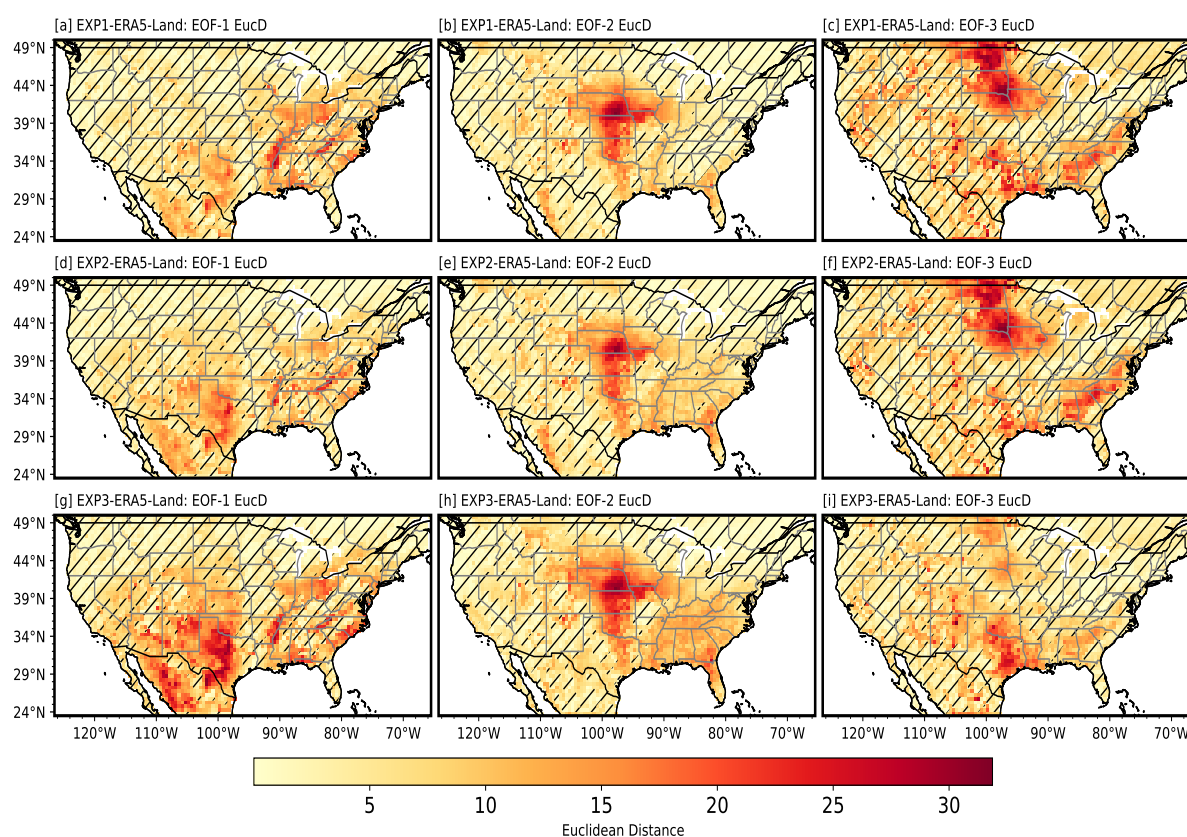 [a] EXP1-ERA5-Land: EOF-1 EucD [b] EXP1-ERA5-Land: EOF-2 EucD [c] EXP1-ERA5-Land: EOF-3 EucD
49°N
44°N
39°N
34°N
29°N
24°N
[d] EXP2-ERA5-Land: EOF-1 EucD [e] EXP2-ERA5-Land: EOF-2 EucD [f] EXP2-ERA5-Land: EOF-3 EucD
49°N
44°N
39°N
34°N
29°N
24°N
[g] EXP3-ERA5-Land: EOF-1 EucD [h] EXP3-ERA5-Land: EOF-2 EucD [i] EXP3-ERA5-Land: EOF-3 EucD
49°N
44°N
39°N
34°N
29°N
24°N
120°W 110°W 100°W 90°W 80°W 70°W 120°W 110°W 100°W 90°W 80°W 70°W 120°W 110°W 100°W 90°W 80°W 70°W
5 10 15 20 25 30
Euclidean Distance